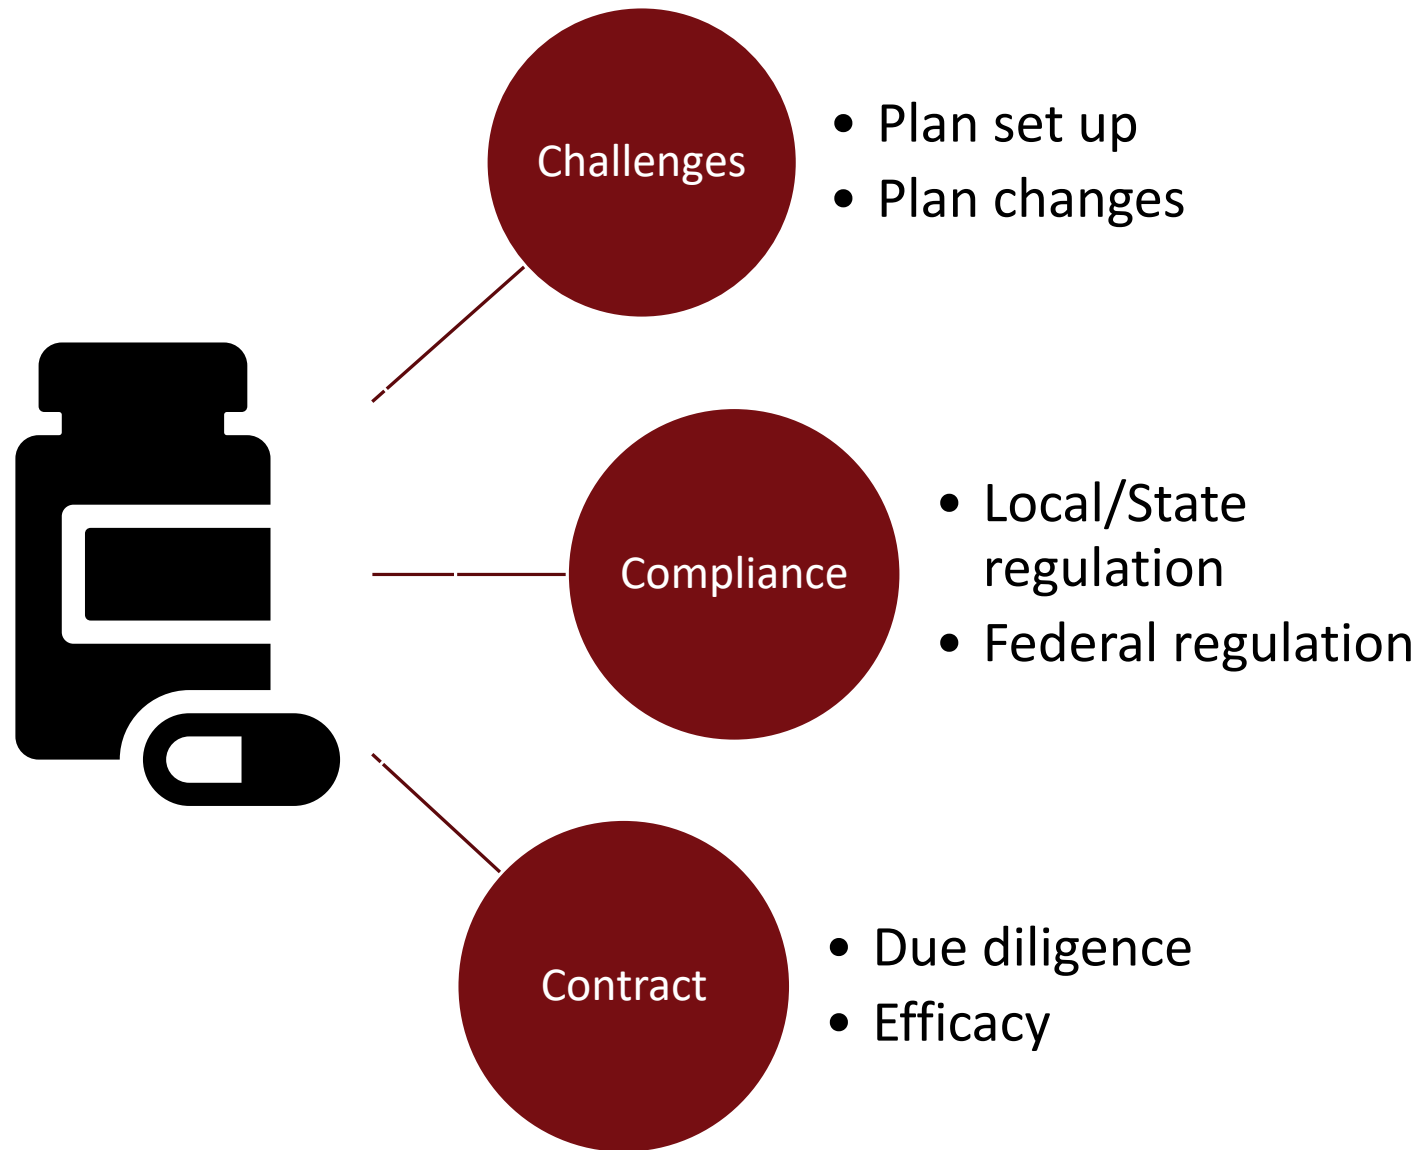 Challenges
• Plan set up
• Plan changes
Compliance
• Local/State
regulation
• Federal regulation
Contract
• Due diligence
• Efficacy